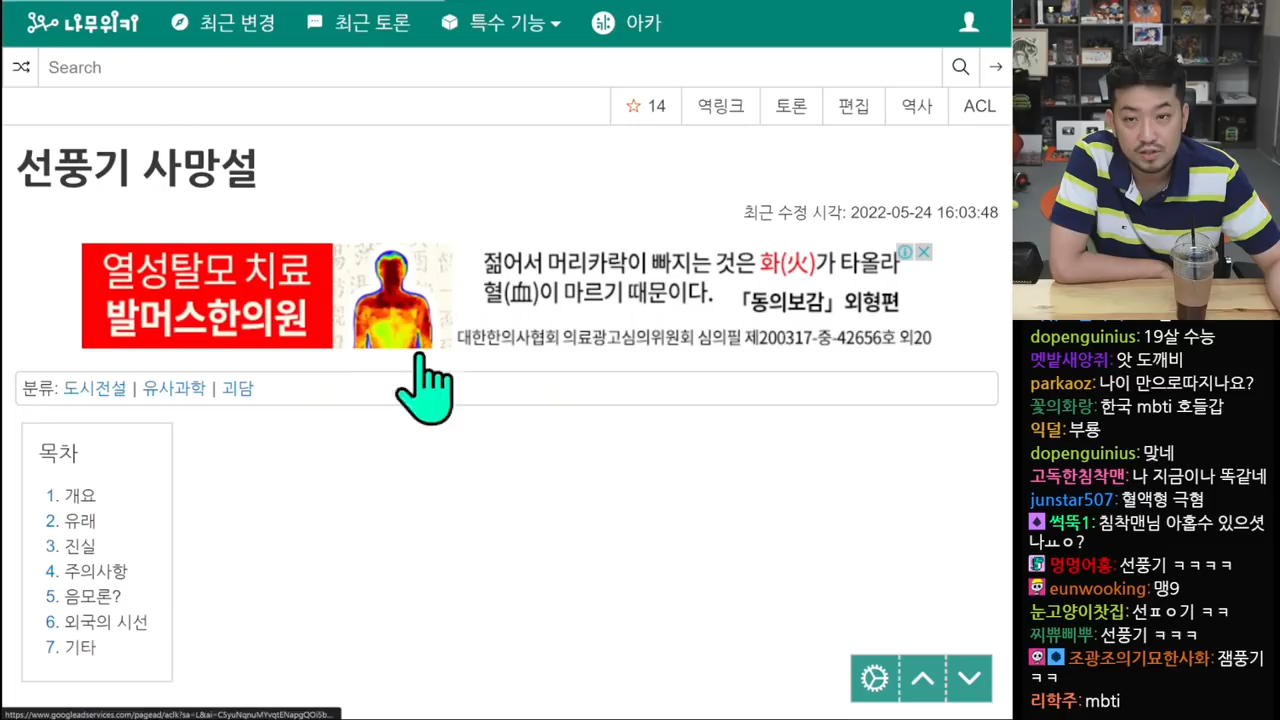 나무위키
최근 변경
최근 토론
특수 기능
아카
Search
14
역링크
토론
편집
역사
ACL
선풍기 사망설
최근 수정 시각: 2022-05-24 16:03:48
열성탈모 치료
발머스한의원
젊어서 머리카락이 빠지는 것은 화(火)가 타올라
혈(血)이 마르기 때문이다. 「동의보감」외형편
대한한의사협회 의료광고심의위원회 심의필 제200317-중-42656호 외20
분류: 도시전설 | 유사과학 | 괴담
목차
1. 개요
2. 유래
3. 진실
4. 주의사항
5. 음모론?
6. 외국의 시선
7. 기타
dopenguinius: 19살 수능
멧밭새앙쥐: 앗 도깨비
parkaoz: 나이 만으로따지나요?
꽃의화랑: 한국 mbti 호들갑
익덜: 부룡
dopenguinius: 맞네
고독한침착맨: 나 지금이나 똑같네
junstar507: 혈액형 극혐
썩뚝1: 침착맨님 아홉수 있으셧
나ㅛㅇ?
멍멍어흥: 선풍기 ㅋㅋㅋㅋ
eunwooking: 맹9
눈고양이찻집: 선ㅍㅇ기 ㅋㅋ
찌쀼삐뿌: 선풍기 ㅋㅋㅋ
조광조의기묘한사화: 잼풍기
ㅋㅋ
리학주: mbti